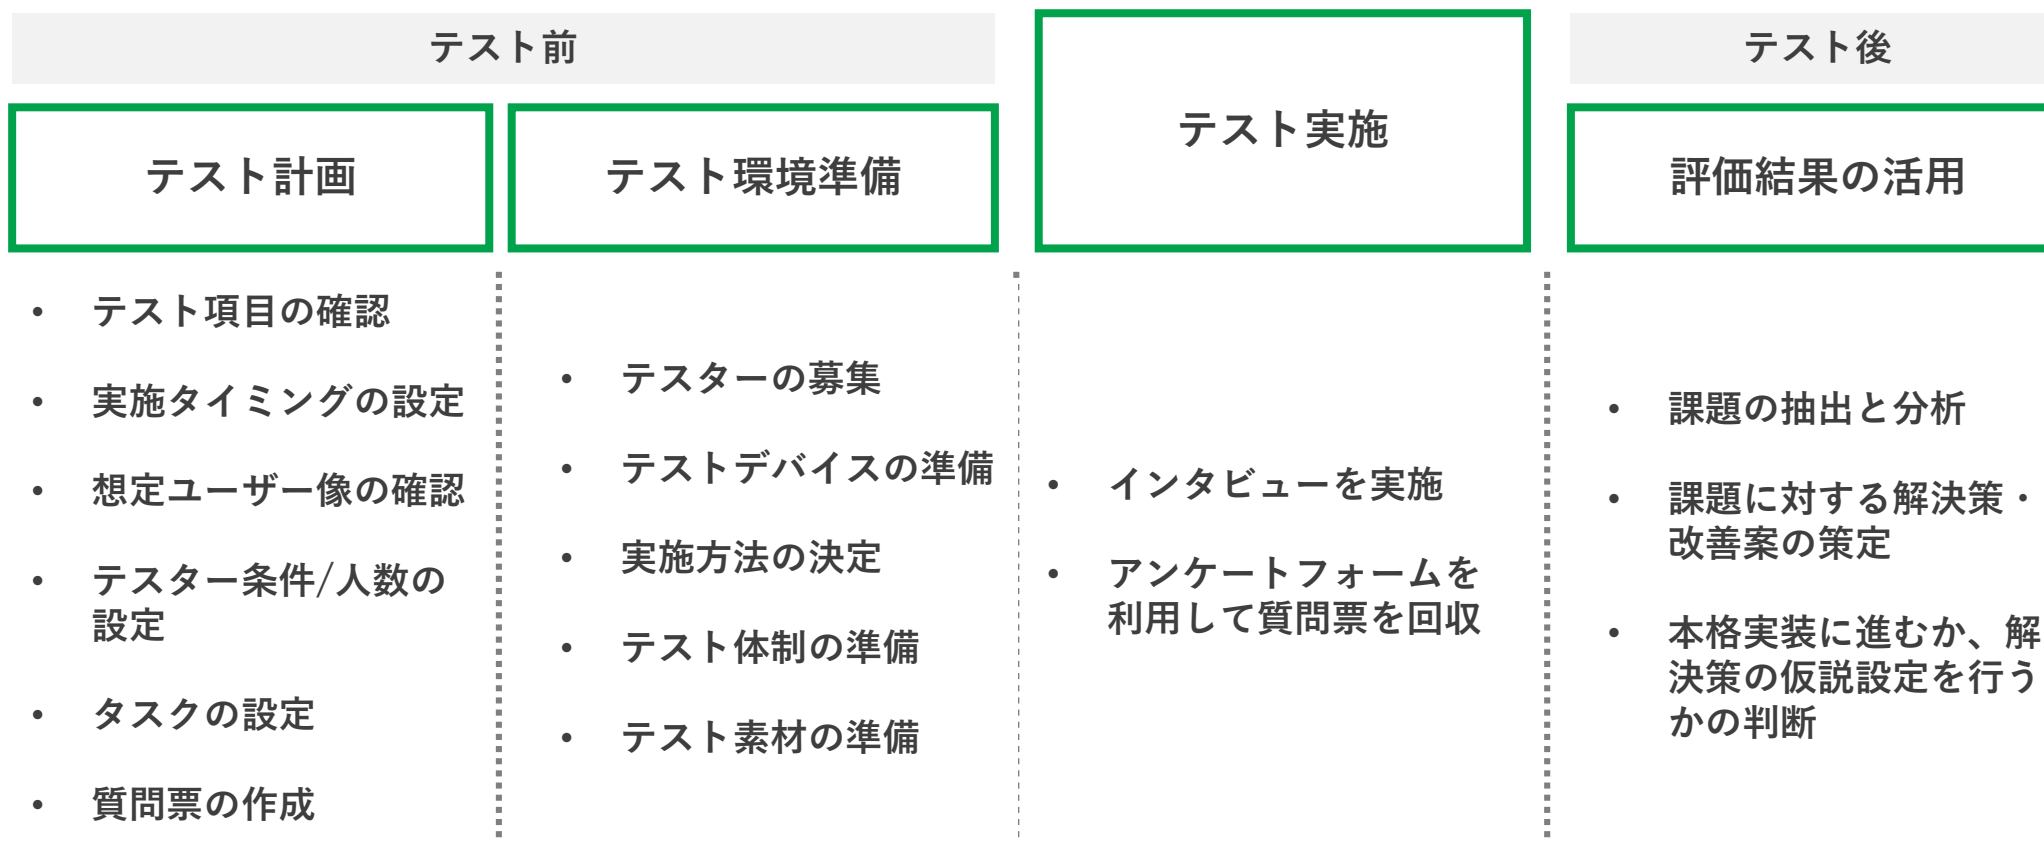 テスト前
テスト計画
• テスト項目の確認
• 実施タイミングの設定
• 想定ユーザー像の確認
• テスター条件/人数の
設定
• タスクの設定
• 質問票の作成
テスト環境準備
• テスターの募集
• テストデバイスの準備
• 実施方法の決定
• テスト体制の準備
• テスト素材の準備
テスト実施
• インタビューを実施
• アンケートフォームを
利用して質問票を回収
テスト後
評価結果の活用
• 課題の抽出と分析
• 課題に対する解決策・
改善案の策定
• 本格実装に進むか、解
決策の仮説設定を行う
かの判断